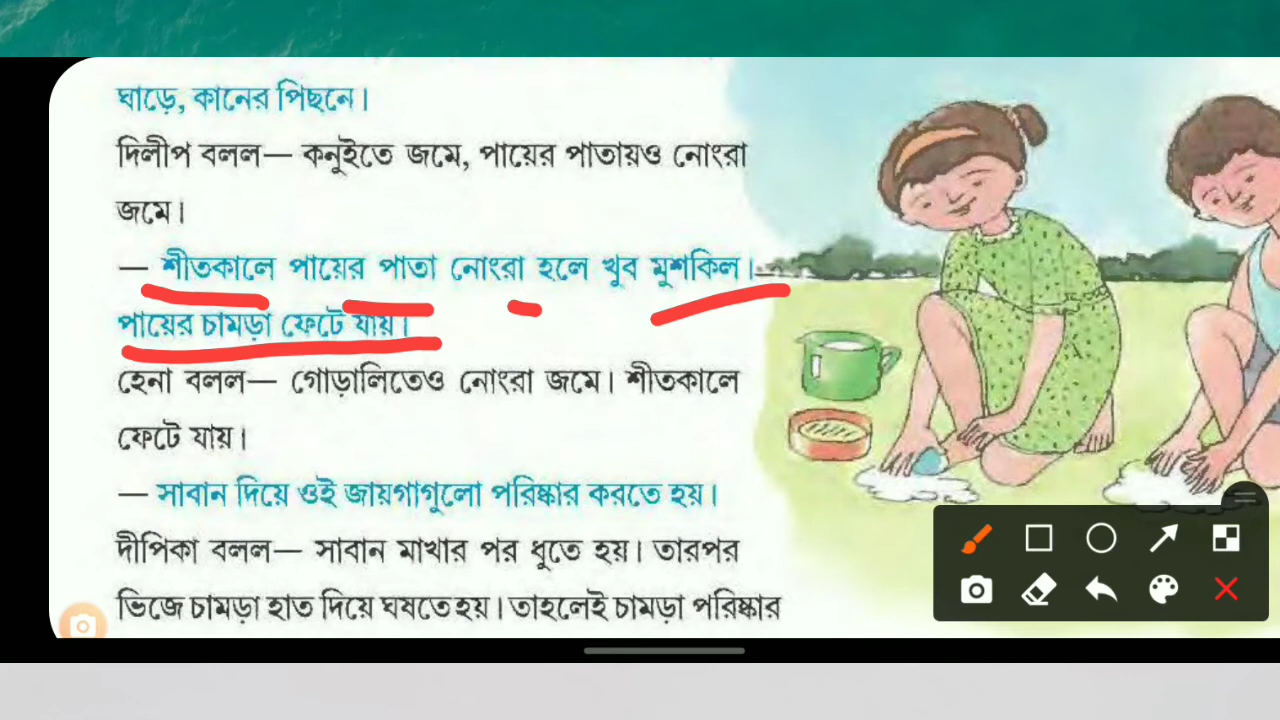 ঘাড়ে, কানের পিছনে।
দিলীপ বলল— কনুইতে জমে, পায়ের পাতায়ও নোংরা
জমে।
— শীতকালে পায়ের পাতা নোংরা হলে খুব মুশকিল।
পায়ের চামড়া ফেটে যায়।
হেনা বলল— গোড়ালিতেও নোংরা জমে। শীতকালে
ফেটে যায়।
— সাবান দিয়ে ওই জায়গাগুলো পরিষ্কার করতে হয়।
দীপিকা বলল— সাবান মাখার পর ধুতে হয়। তারপর
ভিজে চামড়া হাত দিয়ে ঘষতে হয়। তাহলেই চামড়া পরিষ্কার